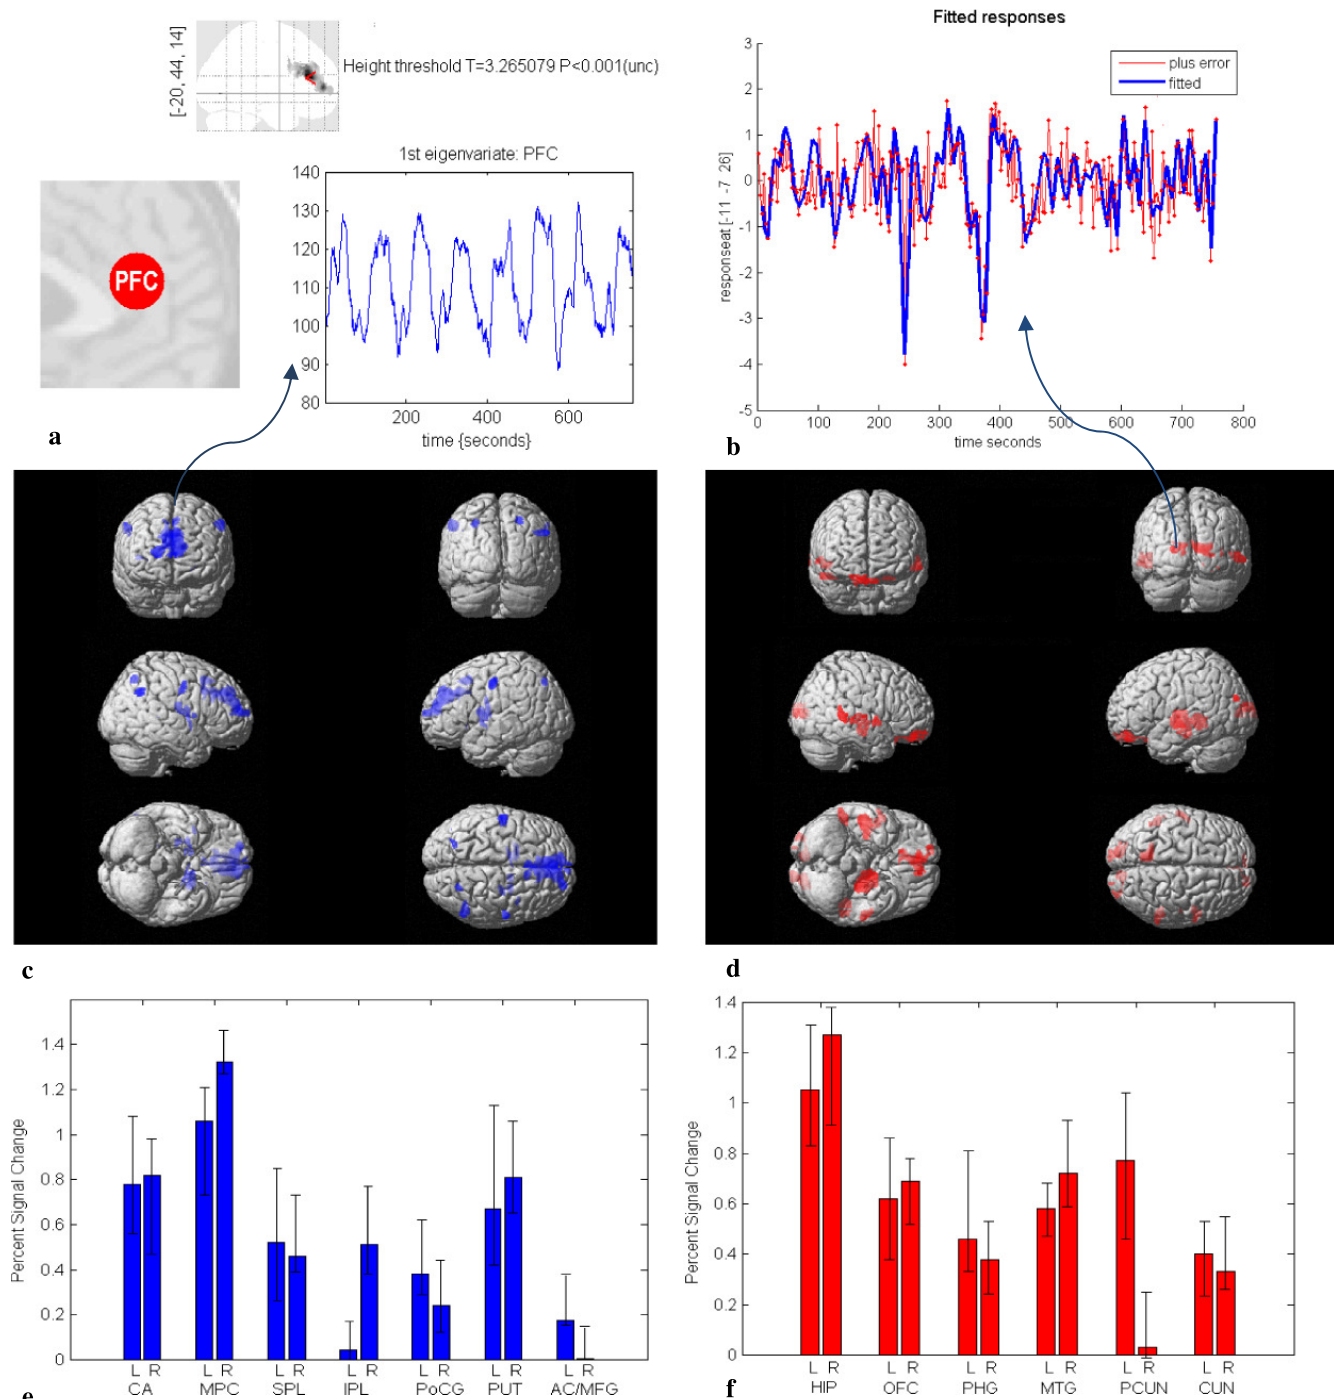 [-20, 44, 14]
Height threshold T=3.265079 P<0.001(unc)
1st eigenvariate: PFC
140
130
120
110
100
90
80
200 400 600
time {seconds}
PFC
a
Fitted responses
plus error
fitted
responseat [-11 -7 26]
3
2
1
0
-1
-2
-3
-4
-5
0 100 200 300 400 500 600 700 800
time seconds
b
c
d
Percent Signal Change
1.4
1.2
1
0.8
0.6
0.4
0.2
0
L R L R L R L R L R L R L R
CA MPC SPL IPL PoCG PUT AC/MFG
e
Percent Signal Change
1.4
1.2
1
0.8
0.6
0.4
0.2
0
L R L R L R L R L R L R
HIP OFC PHG MTG PCUN CUN
f